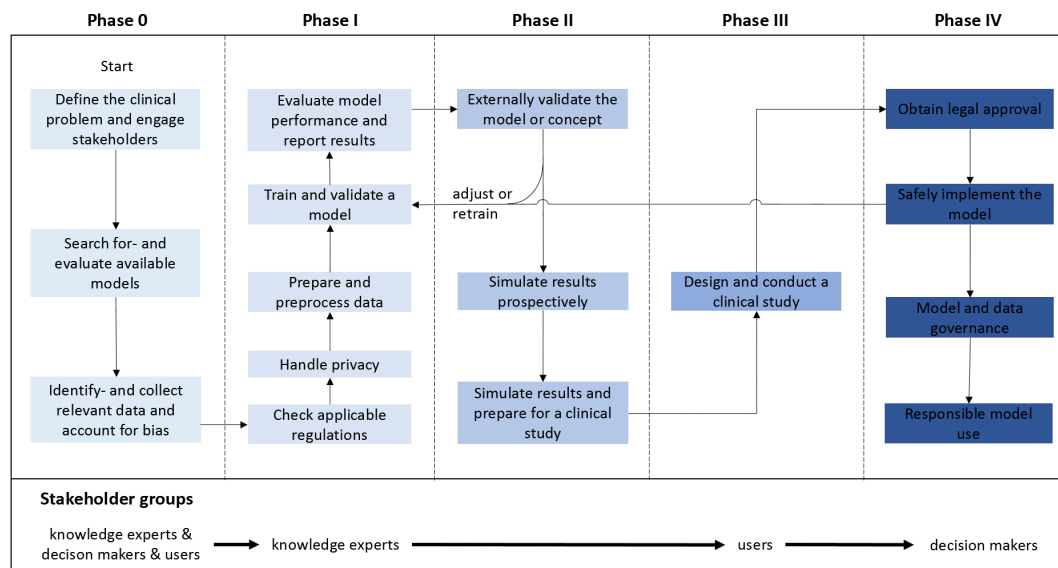 Phase 0
Phase I
Phase II
Phase III
Phase IV
Start
Define the clinical
problem and engage
stakeholders
Search for- and
evaluate available
models
Identify- and collect
relevant data and
account for bias
Evaluate model
performance and
report results
Train and validate a
model
Prepare and
preprocess data
Handle privacy
Check applicable
regulations
Externally validate the
model or concept
adjust or
retrain
Simulate results
prospectively
Simulate results and
prepare for a clinical
study
Design and conduct a
clinical study
Obtain legal approval
Safely implement the
model
Model and data
governance
Responsible model
use
Stakeholder groups
knowledge experts &
decison makers & users
knowledge experts
users
decision makers